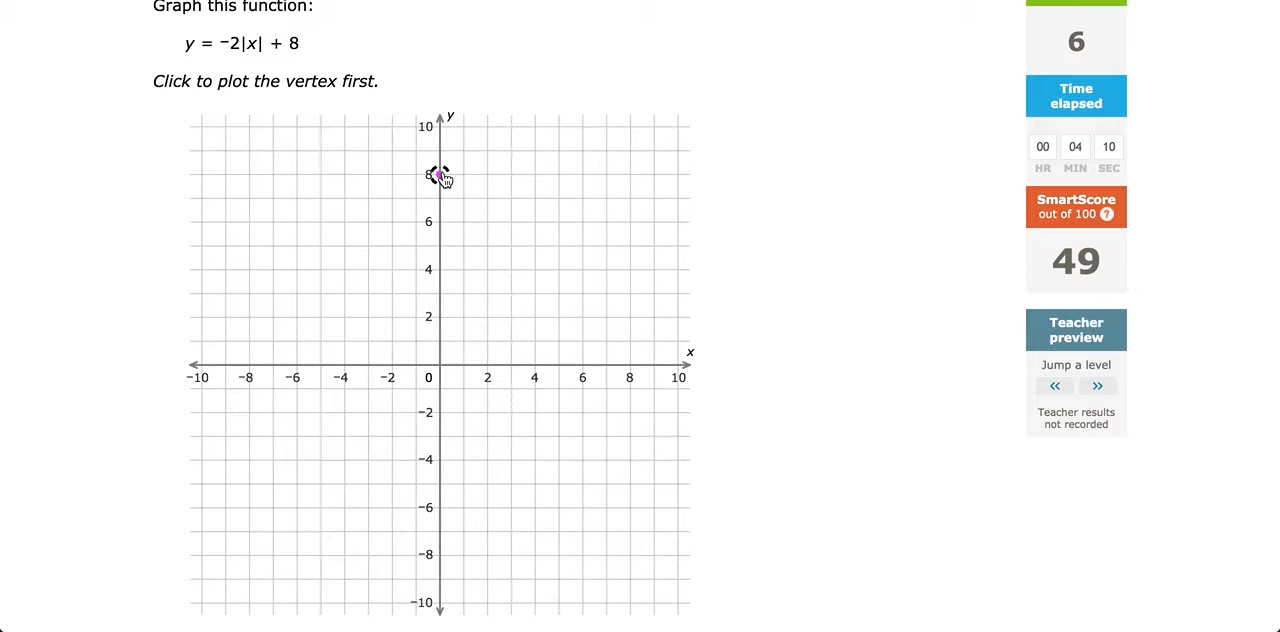 Graph this function:
y = −2|x| + 8
Click to plot the vertex first.
y
10
8
6
4
2
x
−10 −8 −6 −4 −2 0 2 4 6 8 10
−2
−4
−6
−8
−10
6
Time
elapsed
00 04 10
HR MIN SEC
SmartScore
out of 100 ?
49
Teacher
preview
Jump a level
<< >>
Teacher results
not recorded